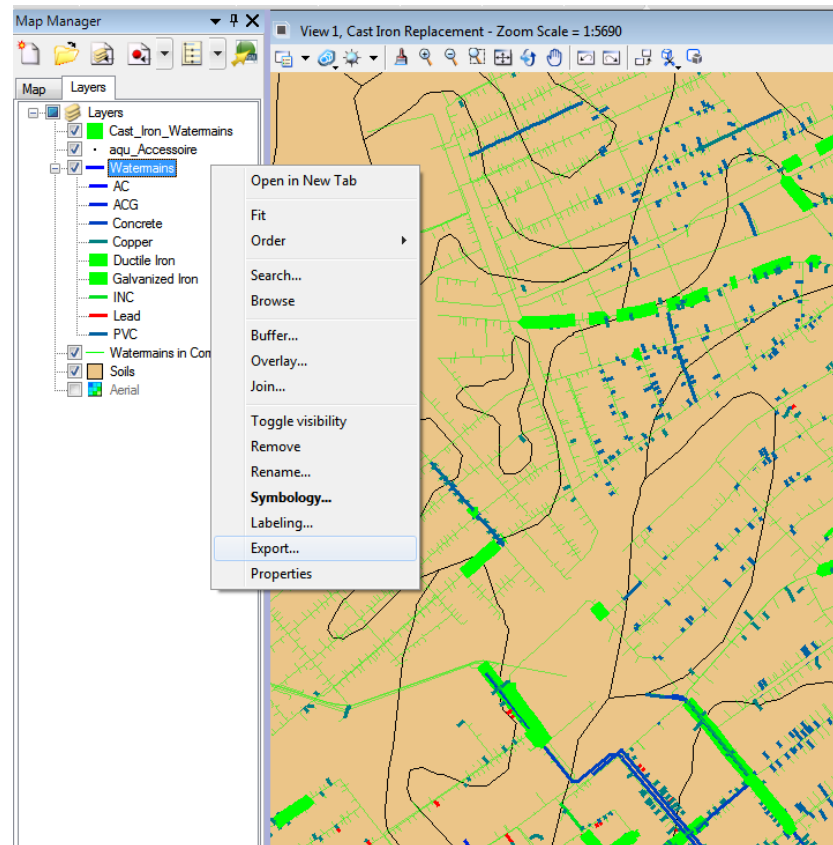 Map Manager
View 1, Cast Iron Replacement - Zoom Scale = 1:5690
Map
Layers
Layers
Cast_Iron_Watermains
aqu_Accessoire
Watermains
AC
ACG
Concrete
Copper
Ductile Iron
Galvanized Iron
INC
Lead
PVC
Watermains in Con
Soils
Aerial
Open in New Tab
Fit
Order
Search...
Browse
Buffer...
Overlay...
Join...
Toggle visibility
Remove
Rename...
Symbology...
Labeling...
Export...
Properties